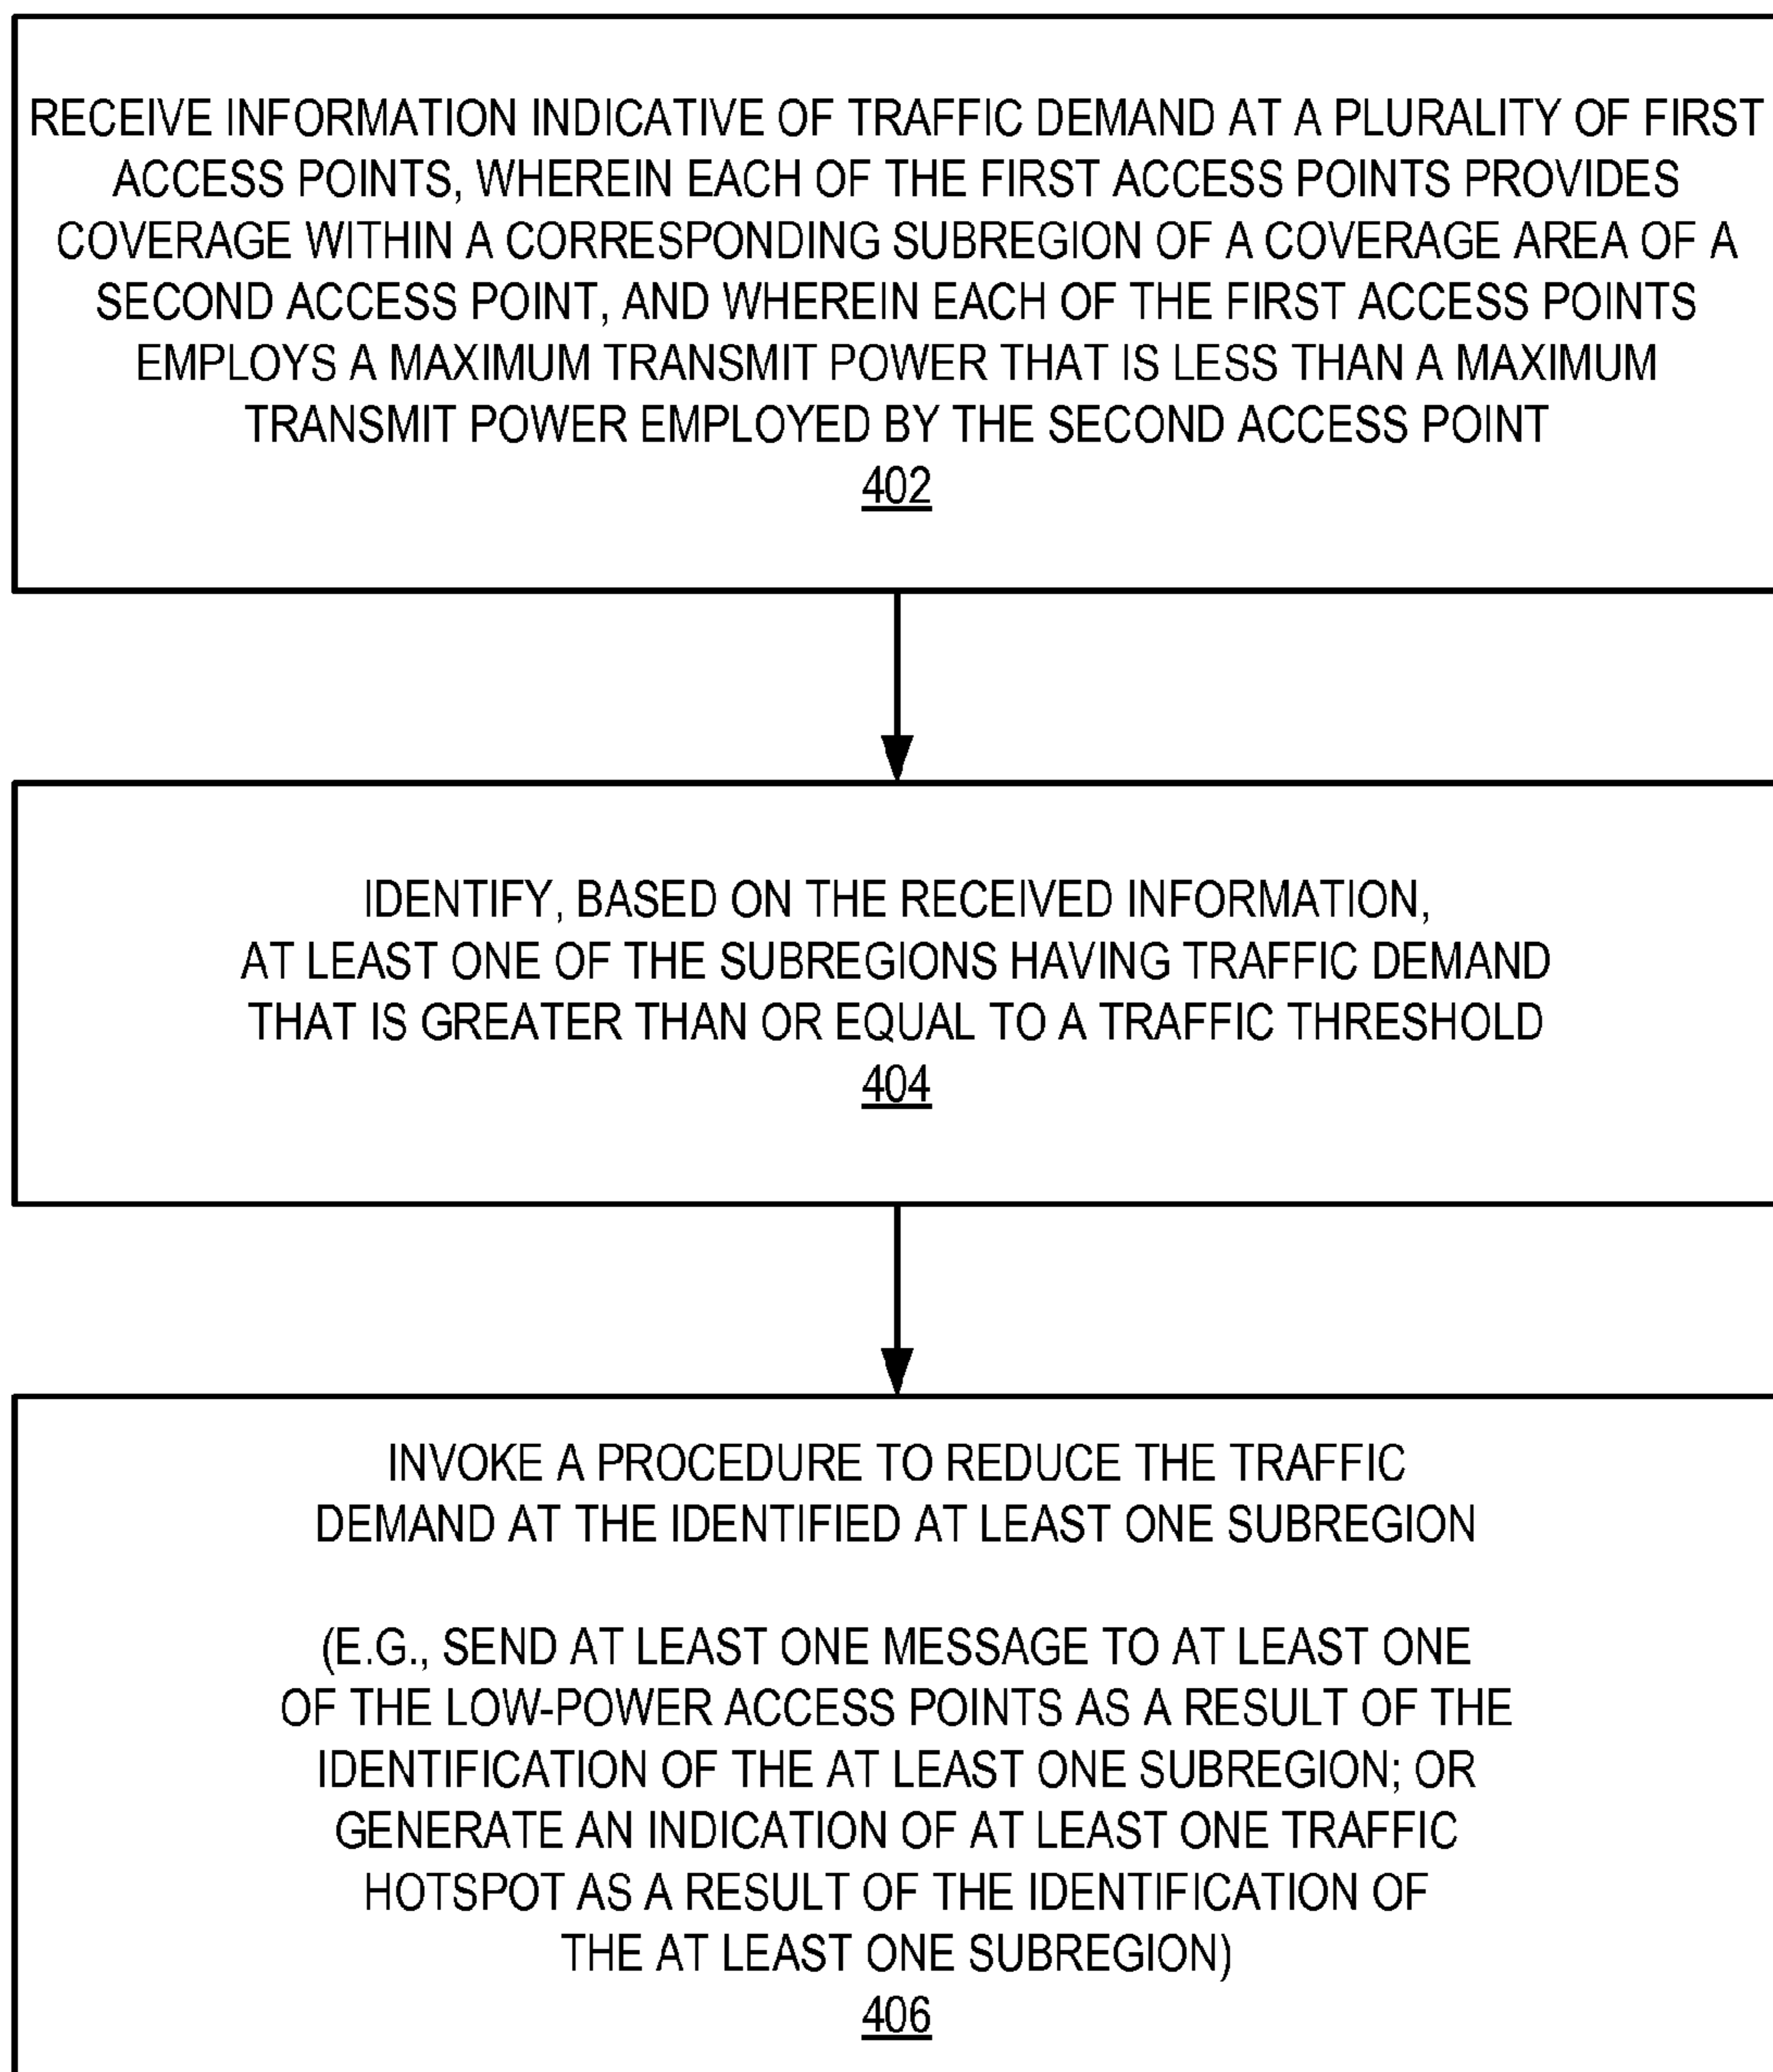 RECEIVE INFORMATION INDICATIVE OF TRAFFIC DEMAND AT A PLURALITY OF FIRST
ACCESS POINTS, WHEREIN EACH OF THE FIRST ACCESS POINTS PROVIDES
COVERAGE WITHIN A CORRESPONDING SUBREGION OF A COVERAGE AREA OF A
SECOND ACCESS POINT, AND WHEREIN EACH OF THE FIRST ACCESS POINTS
EMPLOYS A MAXIMUM TRANSMIT POWER THAT IS LESS THAN A MAXIMUM
TRANSMIT POWER EMPLOYED BY THE SECOND ACCESS POINT
402
IDENTIFY, BASED ON THE RECEIVED INFORMATION,
AT LEAST ONE OF THE SUBREGIONS HAVING TRAFFIC DEMAND
THAT IS GREATER THAN OR EQUAL TO A TRAFFIC THRESHOLD
404
INVOKE A PROCEDURE TO REDUCE THE TRAFFIC
DEMAND AT THE IDENTIFIED AT LEAST ONE SUBREGION
(E.G., SEND AT LEAST ONE MESSAGE TO AT LEAST ONE
OF THE LOW-POWER ACCESS POINTS AS A RESULT OF THE
IDENTIFICATION OF THE AT LEAST ONE SUBREGION; OR
GENERATE AN INDICATION OF AT LEAST ONE TRAFFIC
HOTSPOT AS A RESULT OF THE IDENTIFICATION OF
THE AT LEAST ONE SUBREGION)
406